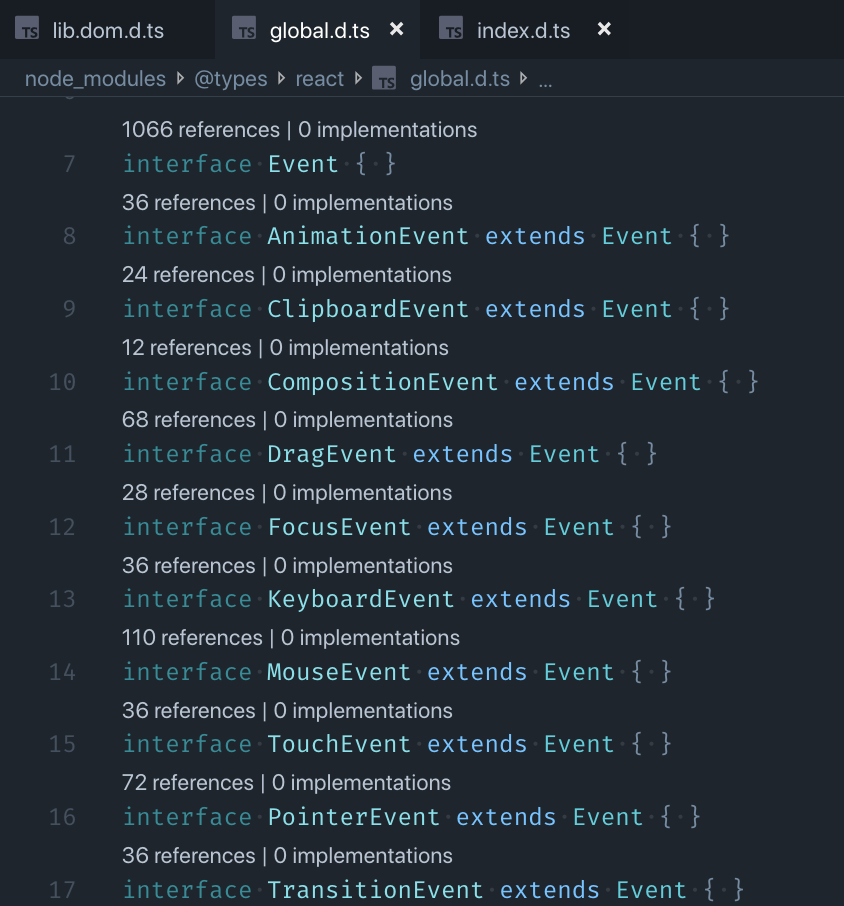 TS lib.dom.d.ts TS global.d.ts × TS index.d.ts ×
node_modules @types react TS global.d.ts ...
1066 references | 0 implementations
7 interface Event { }
36 references | 0 implementations
8 interface AnimationEvent extends Event { }
24 references | 0 implementations
9 interface ClipboardEvent extends Event { }
12 references | 0 implementations
10 interface CompositionEvent extends Event { }
68 references | 0 implementations
11 interface DragEvent extends Event { }
28 references | 0 implementations
12 interface FocusEvent extends Event { }
36 references | 0 implementations
13 interface KeyboardEvent extends Event { }
110 references | 0 implementations
14 interface MouseEvent extends Event { }
36 references | 0 implementations
15 interface TouchEvent extends Event { }
72 references | 0 implementations
16 interface PointerEvent extends Event { }
36 references | 0 implementations
17 interface TransitionEvent extends Event { }